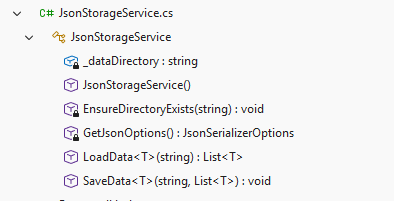 C# JsonStorageService.cs
JsonStorageService
_dataDirectory : string
JsonStorageService()
EnsureDirectoryExists(string) : void
GetJsonOptions() : JsonSerializerOptions
LoadData<T>(string) : List<T>
SaveData<T>(string, List<T>) : void